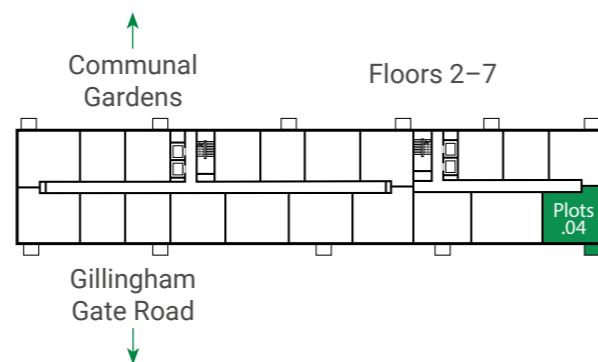 Communal
Gardens
Floors 2–7
Plots
.04
Gillingham
Gate Road